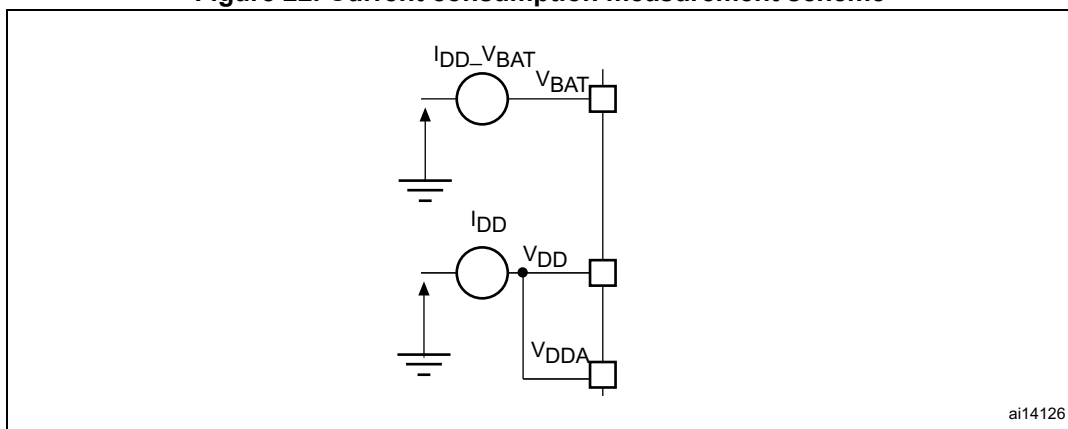 Figure 22. Current consumption measurement scheme
IDD_VBAT
VBAT
IDD
VDD
VDDA
ai14126